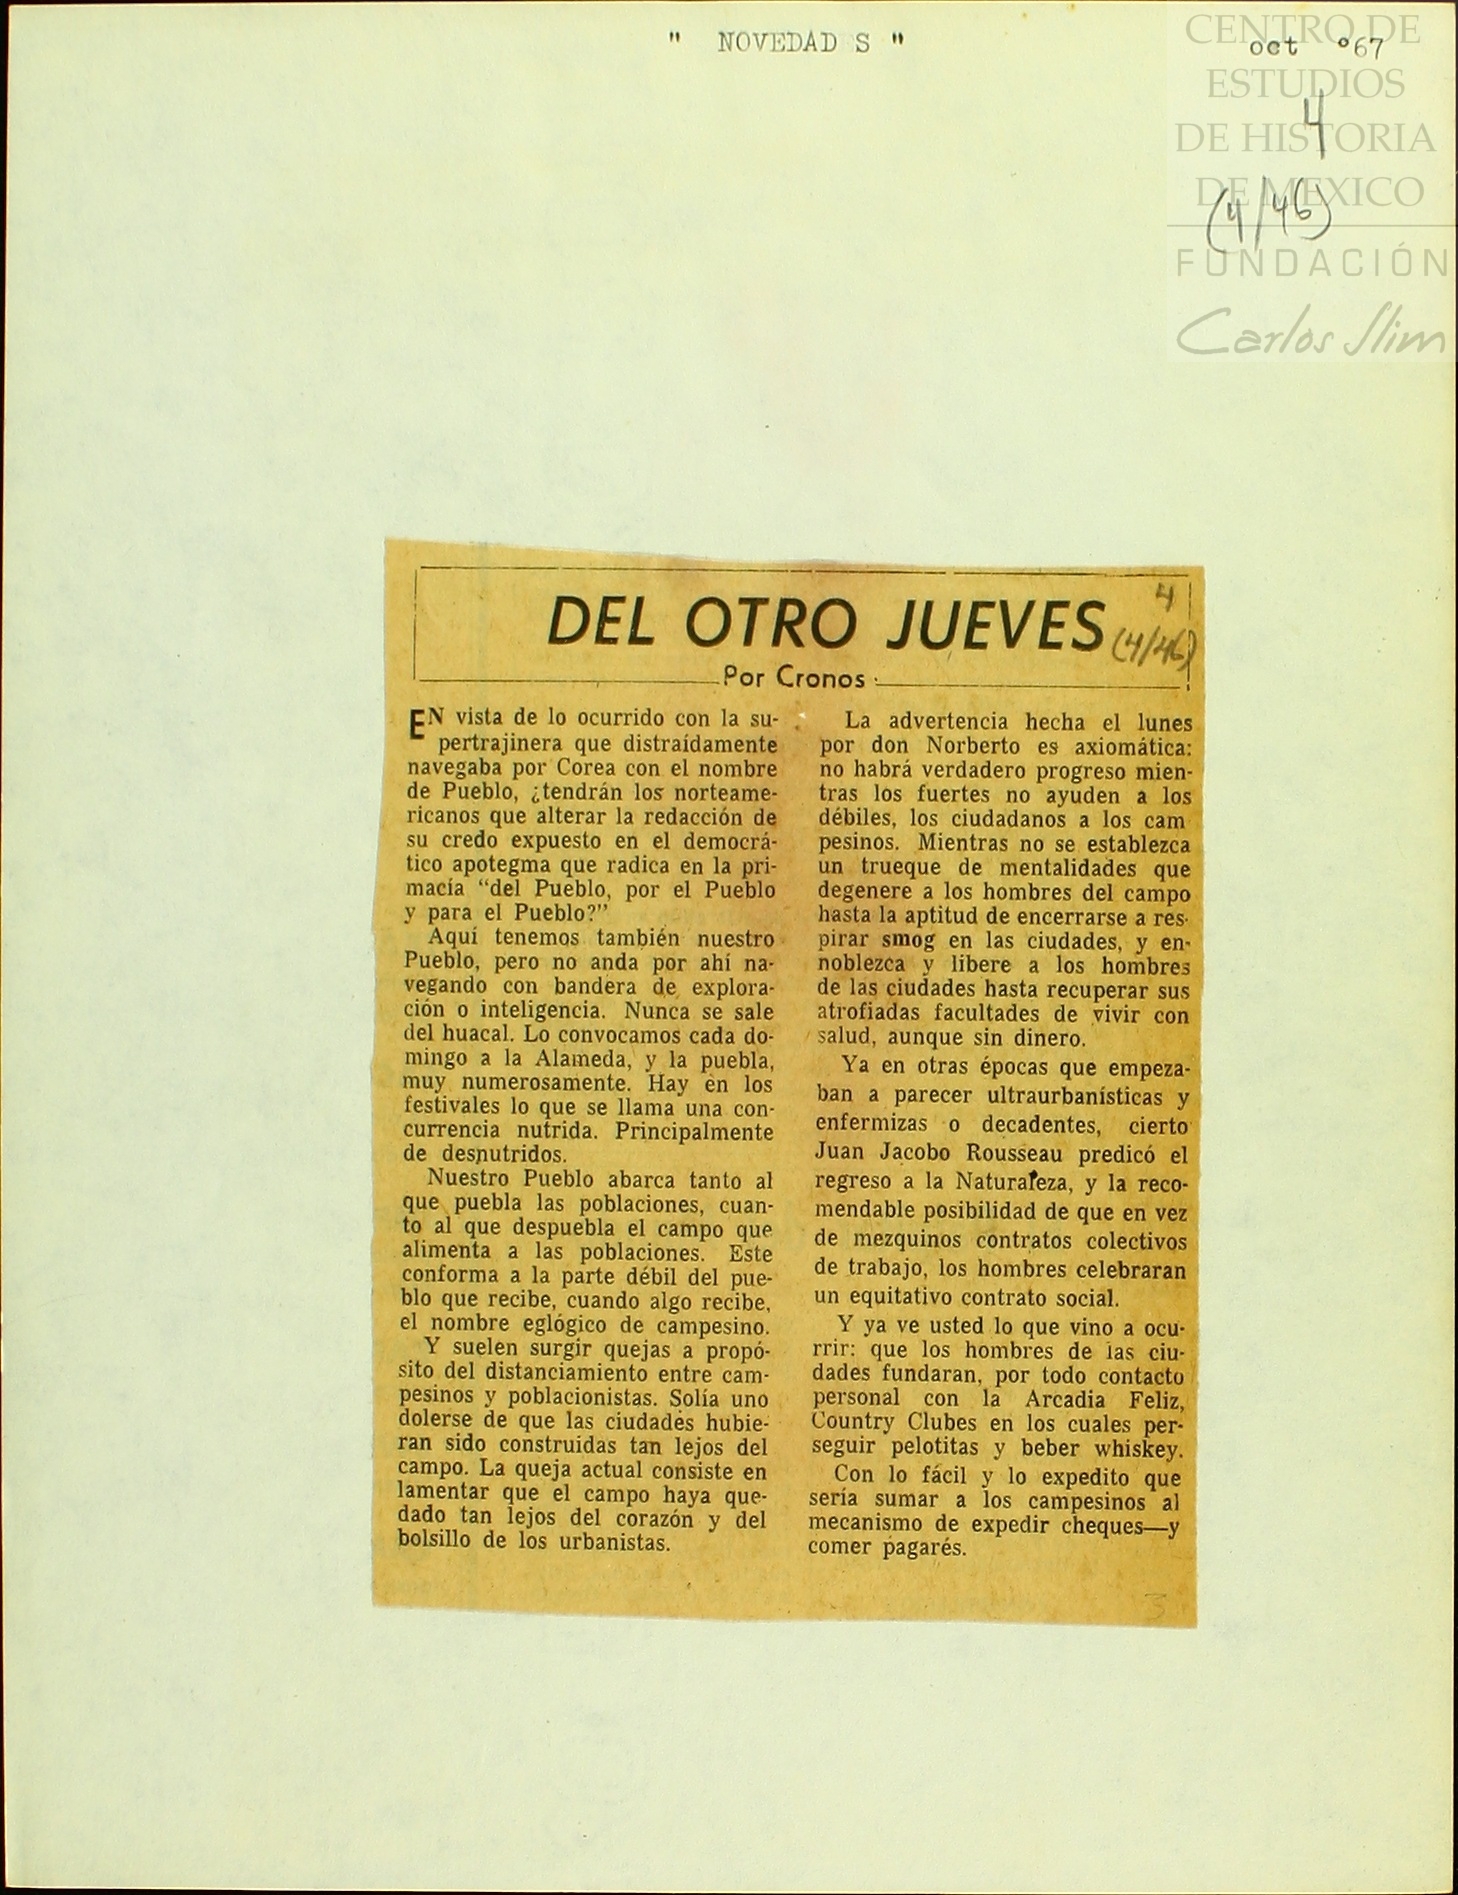 " NOVEDAD S "
oct °67
CENTRO DE
ESTUDIOS
DE HISTORIA
DE MEXICO
FUNDACIÓN
Carlos Slim
4
(4/46)
DEL OTRO JUEVES
4
(4/46)
Por Cronos
EN vista de lo ocurrido con la su-
pertrajinera que distraídamente
navegaba por Corea con el nombre
de Pueblo, ¿tendrán los norteame-
ricanos que alterar la redacción de
su credo expuesto en el democrá-
tico apotegma que radica en la pri-
macía “del Pueblo, por el Pueblo
y para el Pueblo?”
Aquí tenemos también nuestro
Pueblo, pero no anda por ahí na-
vegando con bandera de explora-
ción o inteligencia. Nunca se sale
del huacal. Lo convocamos cada do-
mingo a la Alameda, y la puebla,
muy numerosamente. Hay en los
festivales lo que se llama una con-
currencia nutrida. Principalmente
de desnutridos.
Nuestro Pueblo abarca tanto al
que puebla las poblaciones, cuan-
to al que despuebla el campo que
alimenta a las poblaciones. Este
conforma a la parte débil del pue-
blo que recibe, cuando algo recibe,
el nombre eglógico de campesino.
Y suelen surgir quejas a propó-
sito del distanciamiento entre cam-
pesinos y poblacionistas. Solía uno
dolerse de que las ciudades hubie-
ran sido construidas tan lejos del
campo. La queja actual consiste en
lamentar que el campo haya que-
dado tan lejos del corazón y del
bolsillo de los urbanistas.
La advertencia hecha el lunes
por don Norberto es axiomática:
no habrá verdadero progreso mien-
tras los fuertes no ayuden a los
débiles, los ciudadanos a los cam
pesinos. Mientras no se establezca
un trueque de mentalidades que
degenere a los hombres del campo
hasta la aptitud de encerrarse a res-
pirar smog en las ciudades, y en-
noblezca y libere a los hombres
de las ciudades hasta recuperar sus
atrofiadas facultades de vivir con
salud, aunque sin dinero.
Ya en otras épocas que empeza-
ban a parecer ultraurbanísticas y
enfermizas o decadentes, cierto
Juan Jacobo Rousseau predicó el
regreso a la Naturaleza, y la reco-
mendable posibilidad de que en vez
de mezquinos contratos colectivos
de trabajo, los hombres celebraran
un equitativo contrato social.
Y ya ve usted lo que vino a ocu-
rrir: que los hombres de las ciu-
dades fundaran, por todo contacto
personal con la Arcadia Feliz,
Country Clubes en los cuales per-
seguir pelotitas y beber whiskey.
Con lo fácil y lo expedito que
sería sumar a los campesinos al
mecanismo de expedir cheques—y
comer pagarés.
3